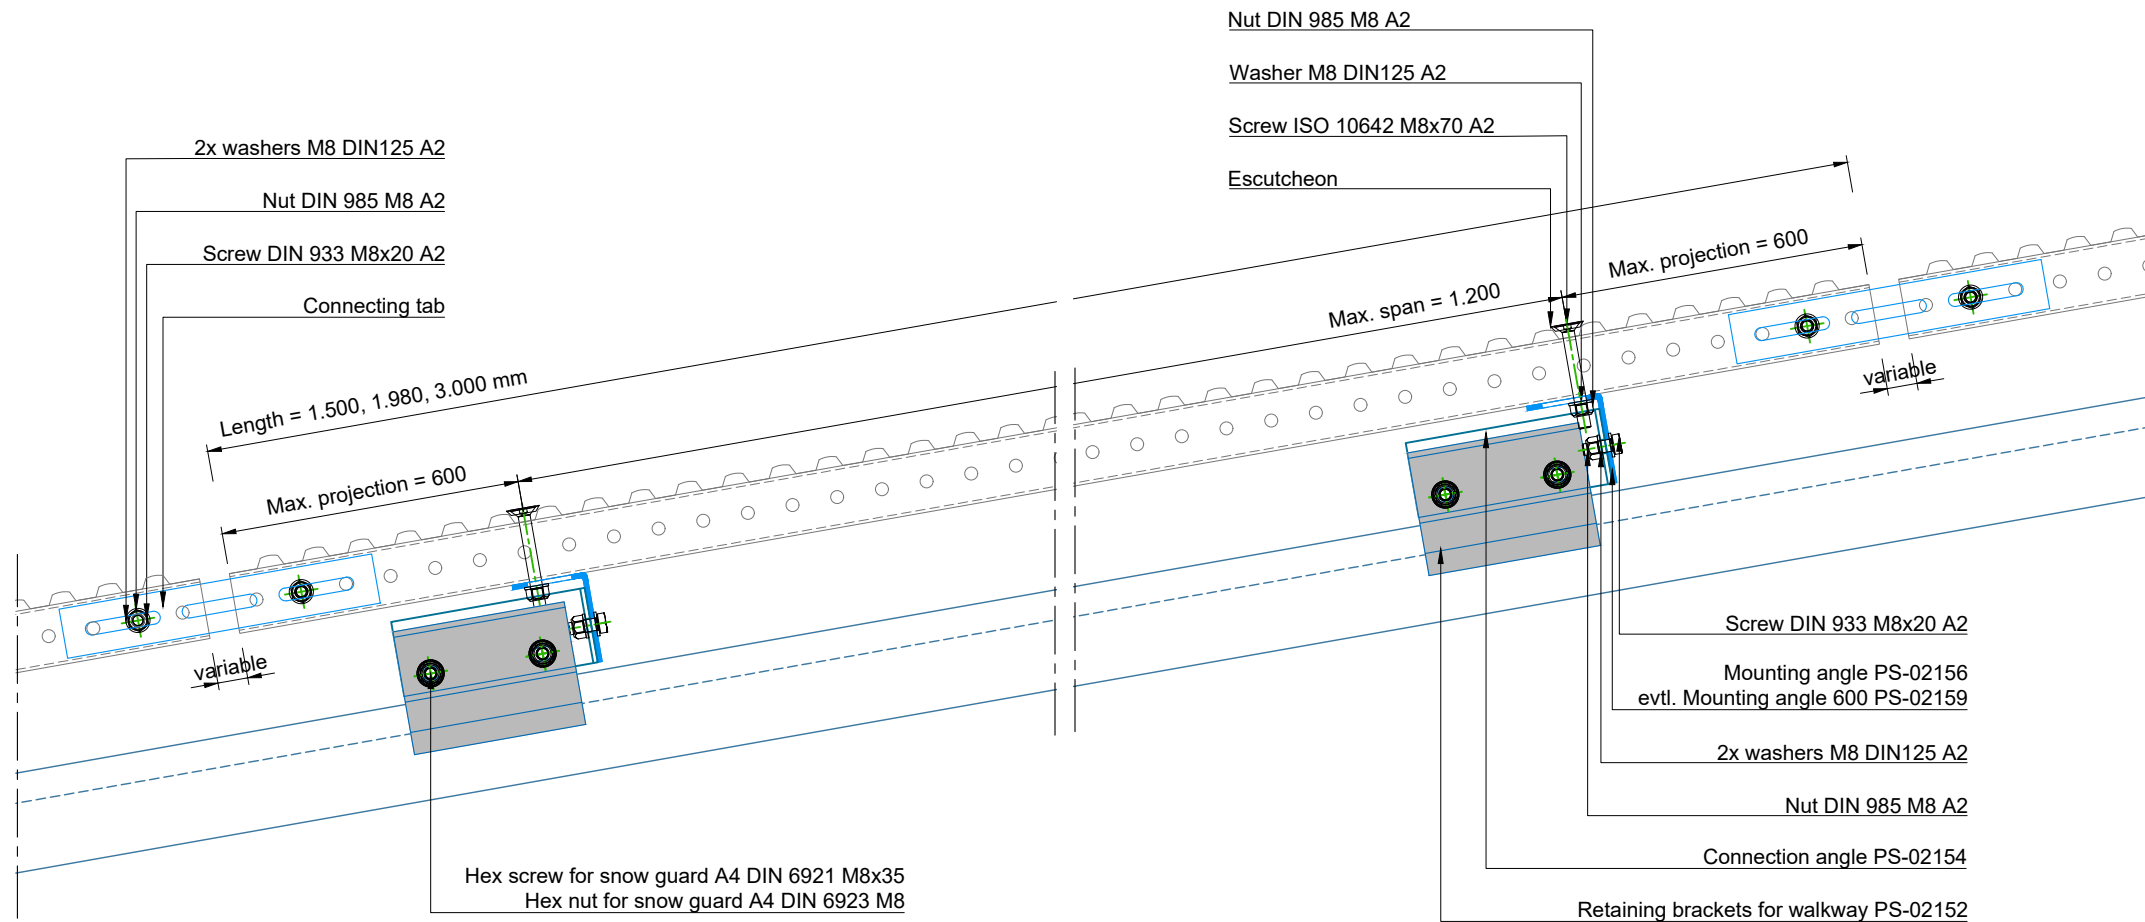 Nut DIN 985 M8 A2
Washer M8 DIN125 A2
Screw ISO 10642 M8x70 A2
Escutcheon
2x washers M8 DIN125 A2
Nut DIN 985 M8 A2
Screw DIN 933 M8x20 A2
Connecting tab
Max. projection = 600
Max. span = 1.200
variable
Length = 1.500, 1.980, 3.000 mm
Max. projection = 600
variable
Screw DIN 933 M8x20 A2
Mounting angle PS-02156
evtl. Mounting angle 600 PS-02159
2x washers M8 DIN125 A2
Nut DIN 985 M8 A2
Connection angle PS-02154
Retaining brackets for walkway PS-02152
Hex screw for snow guard A4 DIN 6921 M8x35
Hex nut for snow guard A4 DIN 6923 M8